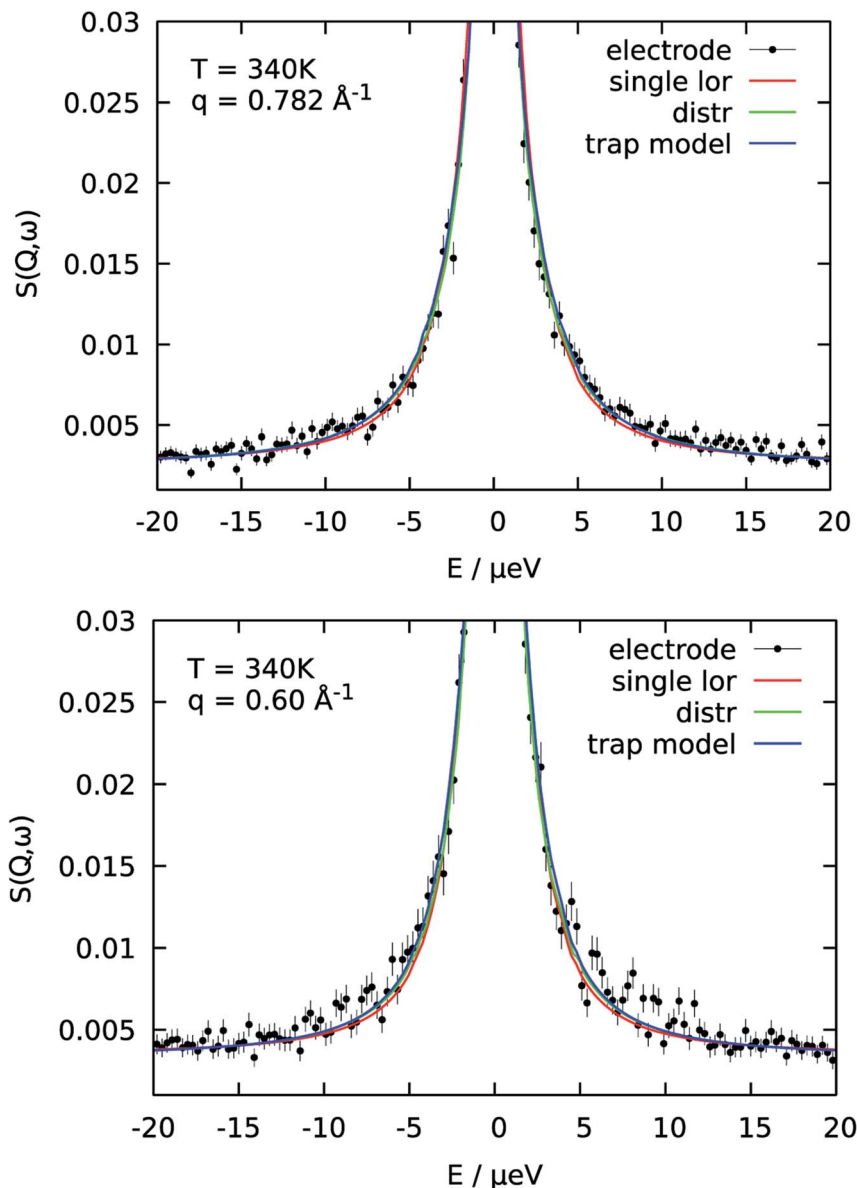 0.03
0.025
0.02
0.015
0.01
0.005
S(Q,ω)
T = 340K
q = 0.782 Å⁻¹
electrode
single lor
distr
trap model
-20 -15 -10 -5 0 5 10 15 20
E / µeV
0.03
0.025
0.02
0.015
0.01
0.005
S(Q,ω)
T = 340K
q = 0.60 Å⁻¹
electrode
single lor
distr
trap model
-20 -15 -10 -5 0 5 10 15 20
E / µeV